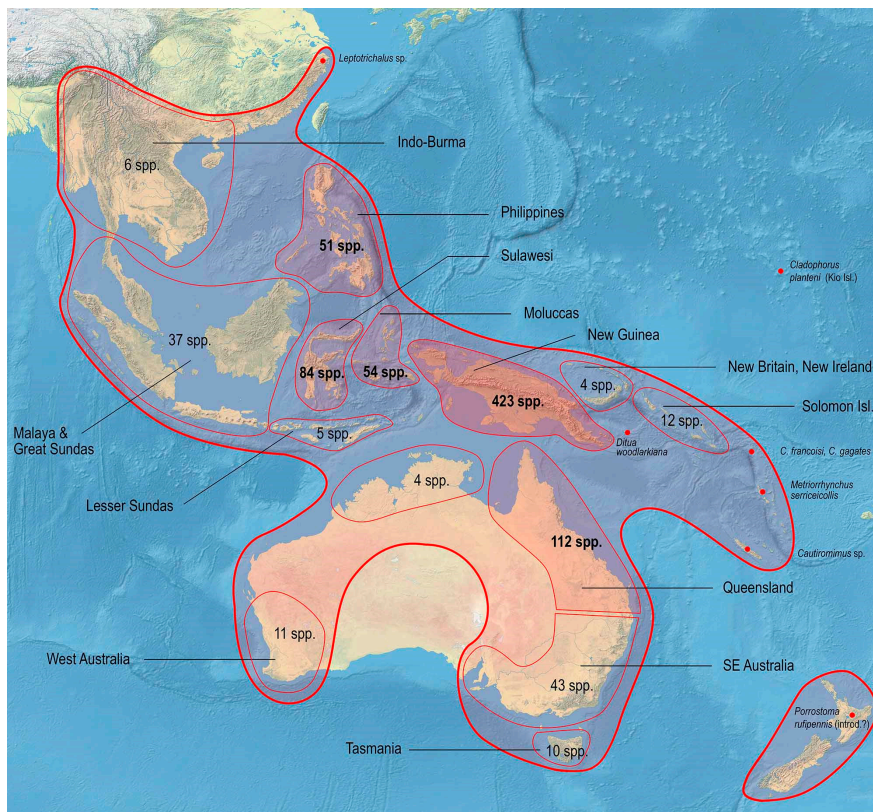 Leptotrichalus sp.
Indo-Burma
6 spp.
Philippines
51 spp.
Sulawesi
Cladophorus
planteni (Kio Isl.)
Moluccas
New Guinea
37 spp.
New Britain, New Ireland
84 spp.
54 spp.
4 spp.
423 spp.
Solomon Isl.
12 spp.
Malaya &
Great Sundas
5 spp.
Ditua
woodlarkiana
C. francoisi, C. gagates
4 spp.
Metriorrhynchus
serriceicollis
Lesser Sundas
112 spp.
Cautiromimus sp.
Queensland
11 spp.
West Australia
SE Australia
43 spp.
Porrostoma
rufipennis (introd.?)
Tasmania
10 spp.